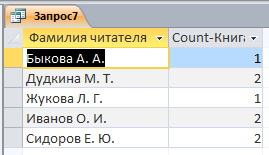 Запрос7
Фамилия читателя Count-Книга
Быкова А. А. 1
Дудкина М. Т. 2
Жукова Л. Г. 1
Иванов О. И. 2
Сидоров Е. Ю. 2